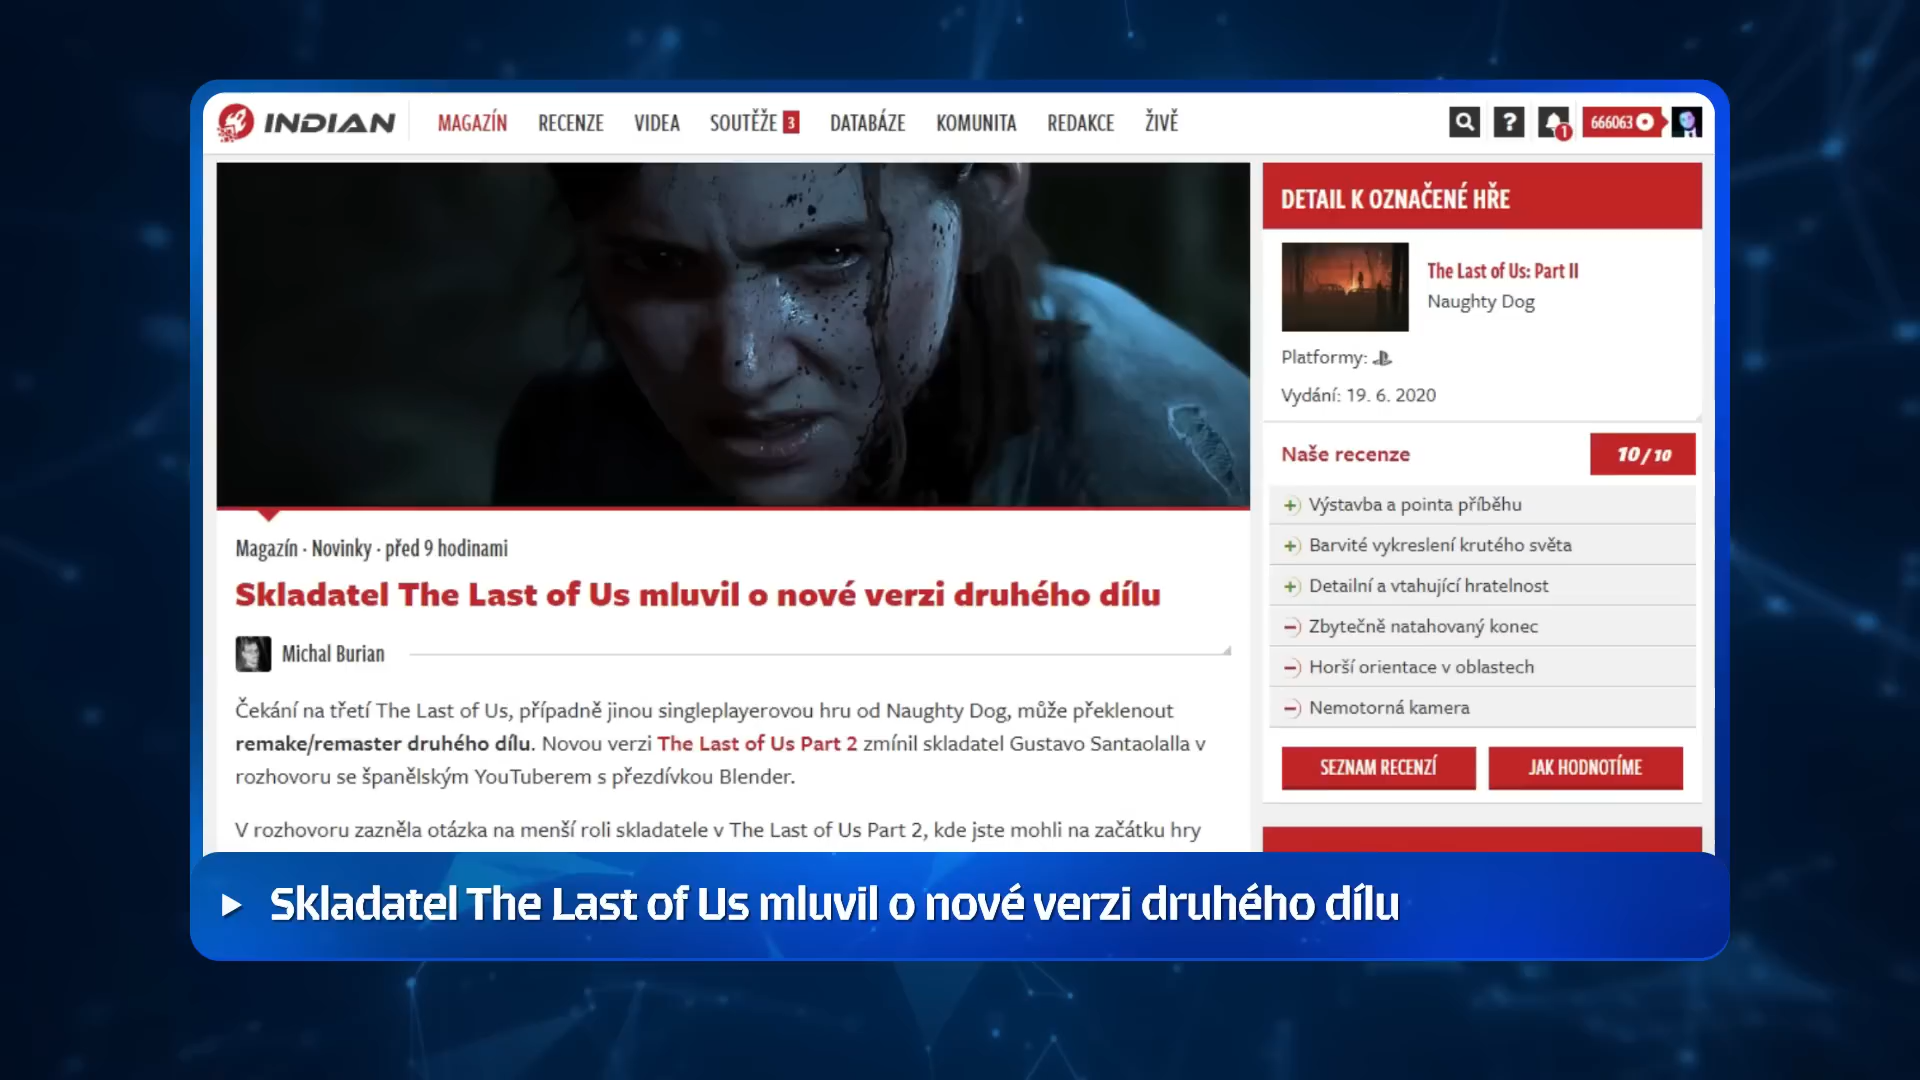 INDIAN MAGAZÍN RECENZE VIDEA SOUTĚŽE 3 DATABÁZE KOMUNITA REDAKCE ŽIVĚ ? 1 666063
DETAIL K OZNAČENÉ HŘE
The Last of Us: Part II
Naughty Dog
Platformy:
Vydání: 19. 6. 2020
Naše recenze 10/10
Výstavba a pointa příběhu
Barvité vykreslení krutého světa
Detailní a vtahující hratelnost
Zbytečně natahovaný konec
Horší orientace v oblastech
Nemotorná kamera
SEZNAM RECENZÍ JAK HODNOTÍME
Magazín · Novinky · před 9 hodinami
Skladatel The Last of Us mluvil o nové verzi druhého dílu
Michal Burian
Čekání na třetí The Last of Us, případně jinou singleplayerovou hru od Naughty Dog, může překlenout
remake/remaster druhého dílu. Novou verzi The Last of Us Part 2 zmínil skladatel Gustavo Santaolalla v
rozhovoru se španělským YouTuberem s přezdívkou Blender.
V rozhovoru zazněla otázka na menší roli skladatele v The Last of Us Part 2, kde jste mohli na začátku hry
Skladatel The Last of Us mluvil o nové verzi druhého dílu